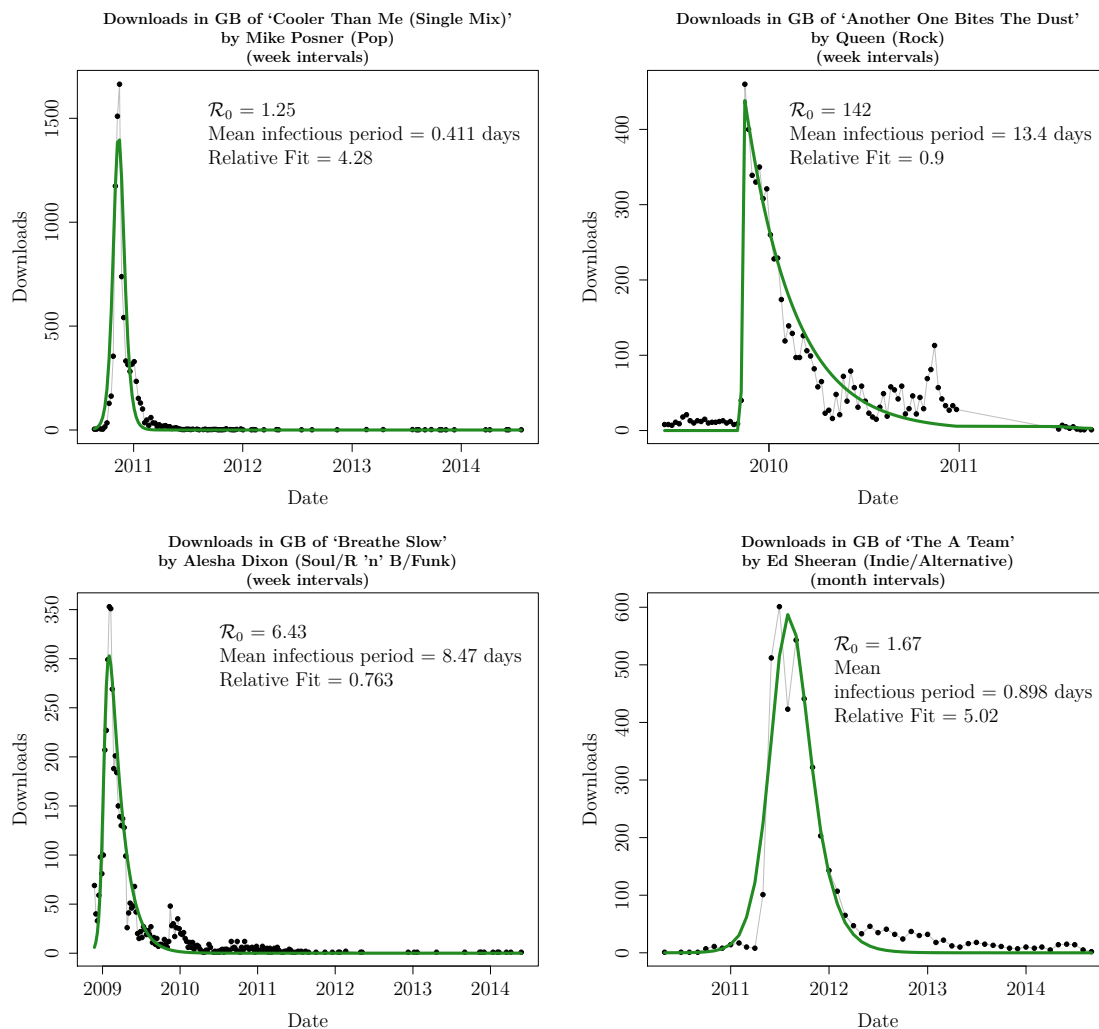 Downloads in GB of ‘Cooler Than Me (Single Mix)’
by Mike Posner (Pop)
(week intervals)
R₀ = 1.25
Mean infectious period = 0.411 days
Relative Fit = 4.28
Downloads
0
500
1000
1500
2011
2012
2013
2014
Date
Downloads in GB of ‘Another One Bites The Dust’
by Queen (Rock)
(week intervals)
R₀ = 142
Mean infectious period = 13.4 days
Relative Fit = 0.9
Downloads
0
100
200
300
400
2010
2011
Date
Downloads in GB of ‘Breathe Slow’
by Alesha Dixon (Soul/R ’n’ B/Funk)
(week intervals)
R₀ = 6.43
Mean infectious period = 8.47 days
Relative Fit = 0.763
Downloads
0
50
100
150
200
250
300
350
2009
2010
2011
2012
2013
2014
Date
Downloads in GB of ‘The A Team’
by Ed Sheeran (Indie/Alternative)
(month intervals)
R₀ = 1.67
Mean
infectious period = 0.898 days
Relative Fit = 5.02
Downloads
0
100
200
300
400
500
600
2011
2012
2013
2014
Date